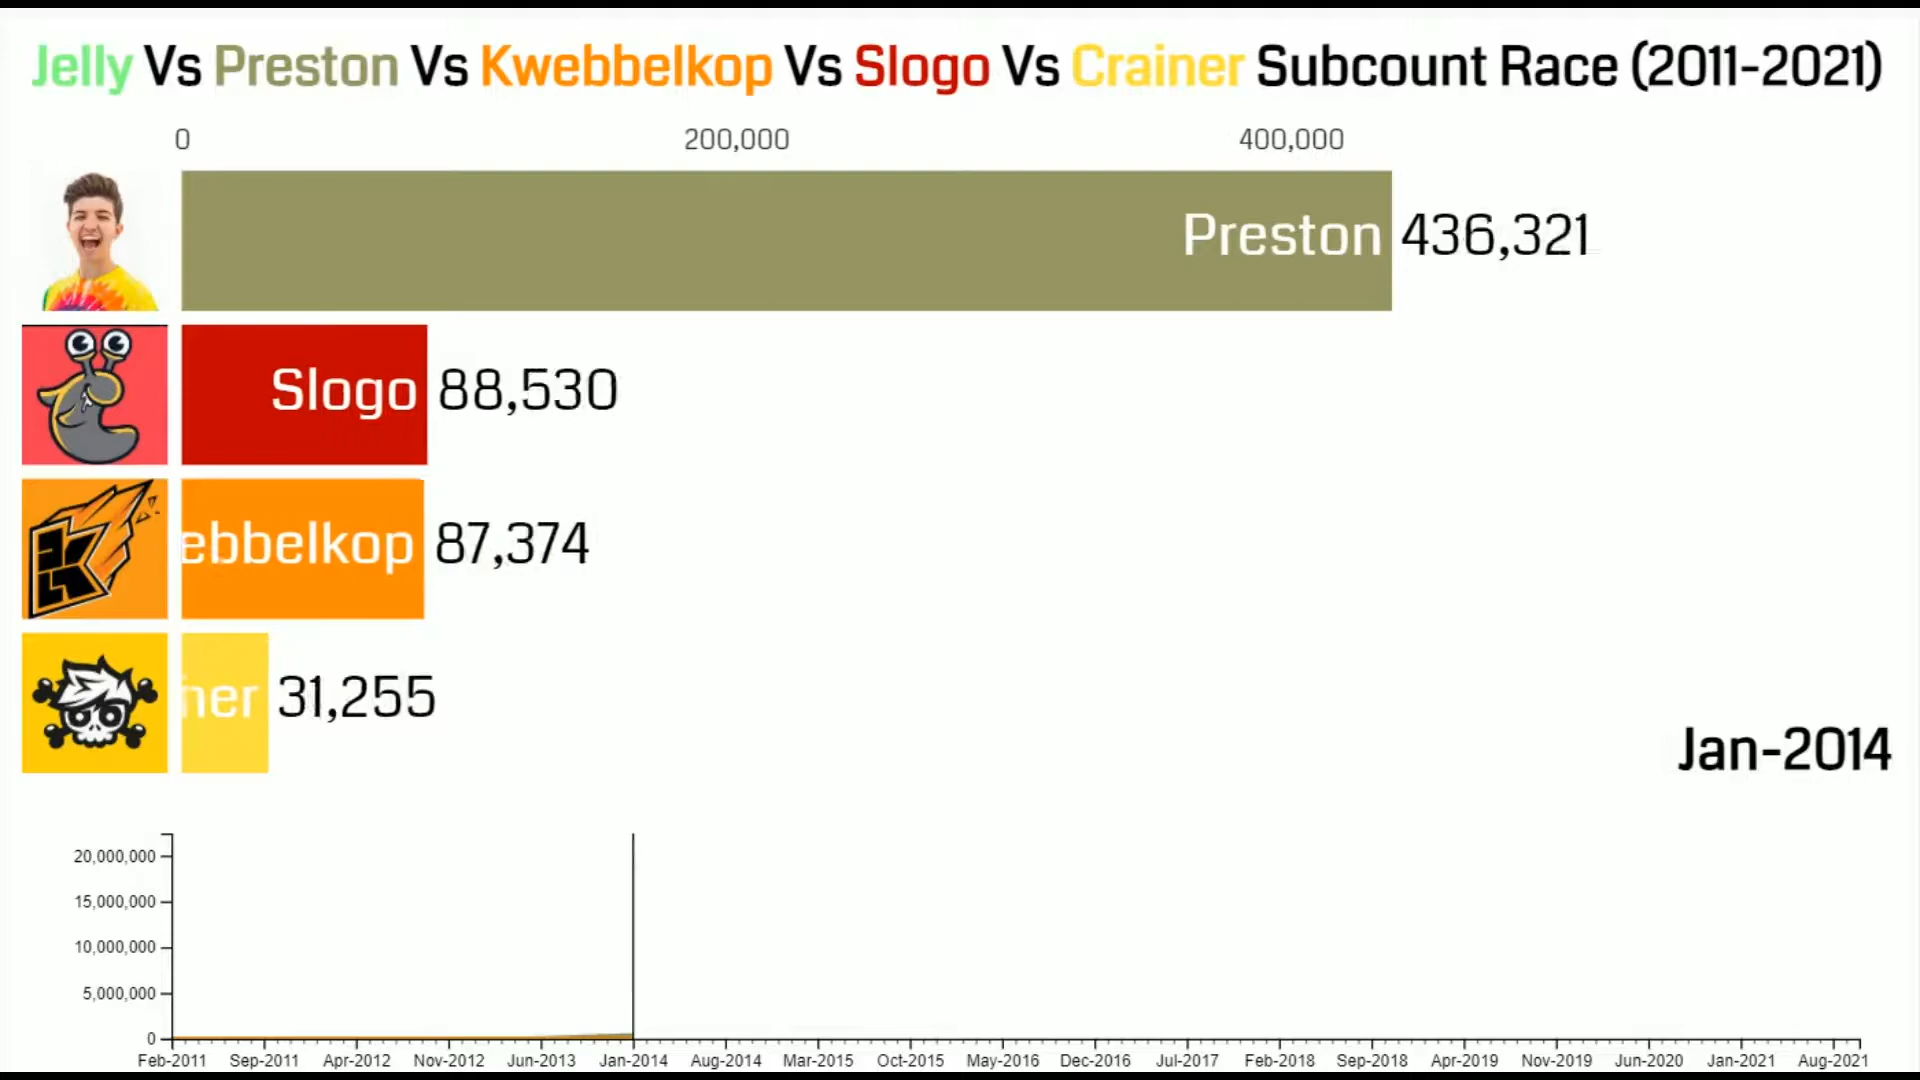 Jelly Vs Preston Vs Kwebbelkop Vs Slogo Vs Crainer Subcount Race (2011-2021)
0 200,000 400,000
Preston 436,321
Slogo 88,530
ebbelkop 87,374
ner 31,255
Jan-2014
20,000,000
15,000,000
10,000,000
5,000,000
0
Feb-2011 Sep-2011 Apr-2012 Nov-2012 Jun-2013 Jan-2014 Aug-2014 Mar-2015 Oct-2015 May-2016 Dec-2016 Jul-2017 Feb-2018 Sep-2018 Apr-2019 Nov-2019 Jun-2020 Jan-2021 Aug-2021